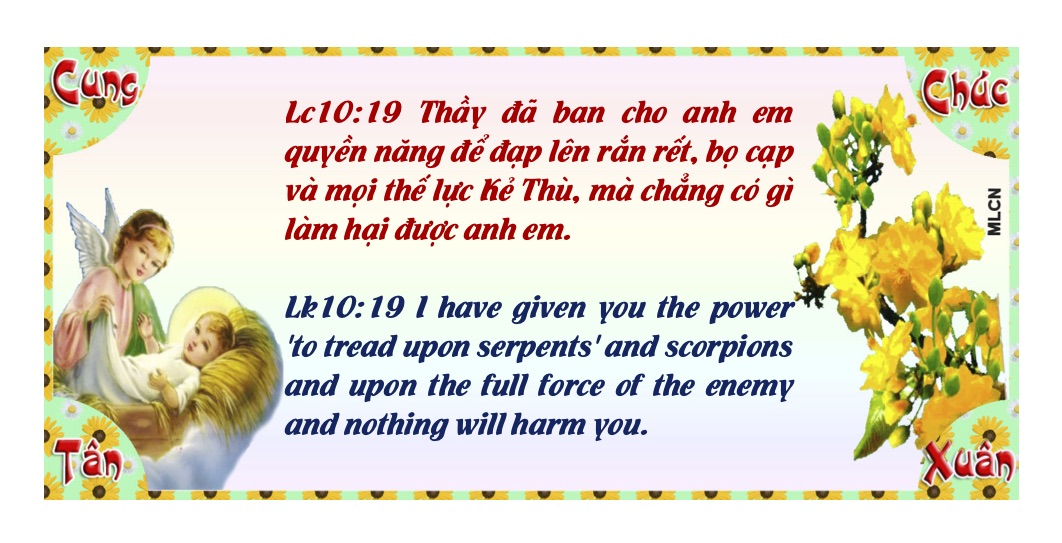 Cung
Chúc
Lc10:19 Thầy đã ban cho anh em
quyền năng để đạp lên rắn rết, bọ cạp
và mọi thế lực Kẻ Thù, mà chẳng có gì
làm hại được anh em.
MLCN
Lk10:19 I have given you the power
'to tread upon serpents' and scorpions
and upon the full force of the enemy
and nothing will harm you.
Tân
Xuân